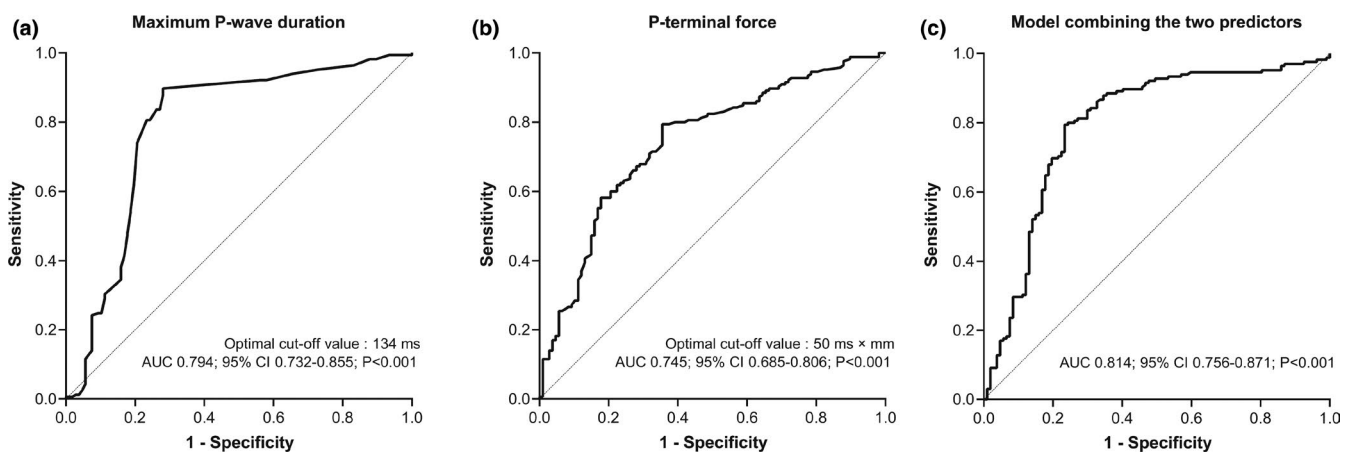 (a)
Maximum P-wave duration
1.0
0.8
0.6
0.4
0.2
0.0
Sensitivity
Optimal cut-off value : 134 ms
AUC 0.794; 95% CI 0.732-0.855; P<0.001
0.0 0.2 0.4 0.6 0.8 1.0
1 - Specificity
(b)
P-terminal force
1.0
0.8
0.6
0.4
0.2
0.0
Sensitivity
Optimal cut-off value : 50 ms × mm
AUC 0.745; 95% CI 0.685-0.806; P<0.001
0.0 0.2 0.4 0.6 0.8 1.0
1 - Specificity
(c)
Model combining the two predictors
1.0
0.8
0.6
0.4
0.2
0.0
Sensitivity
AUC 0.814; 95% CI 0.756-0.871; P<0.001
0.0 0.2 0.4 0.6 0.8 1.0
1 - Specificity